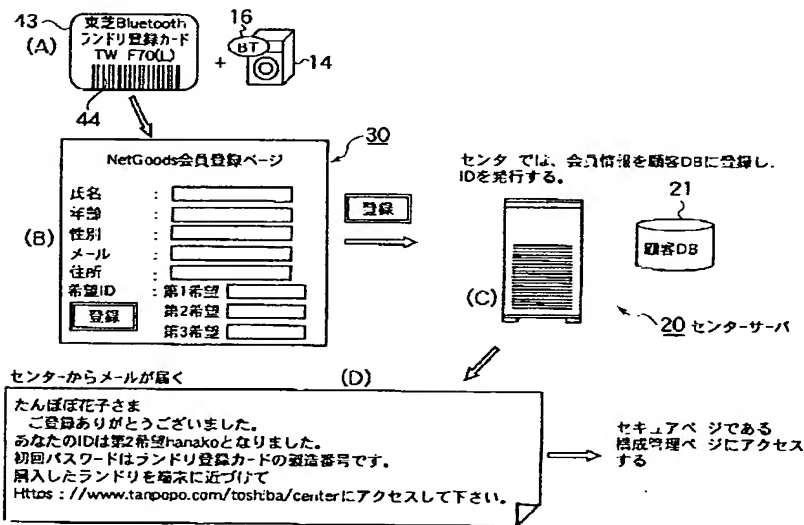 43
(A)
東芝Bluetooth
ランドリ登録カード
TW F70(L)
44
+
16
BT
14
NetGoods会員登録ページ
30
(B)
氏名 :
年齢 :
性別 :
メール :
住所 :
希望ID : 第1希望
第2希望
第3希望
登録
登録
センタ では、会員情報を顧客DBに登録し、
IDを発行する。
21
顧客DB
(C)
20 センターサーバ
センターからメールが届く
(D)
たんぽぽ花子さま
ご登録ありがとうございました。
あなたのIDは第2希望hanakoとなりました。
初回パスワードはランドリ登録カードの製造番号です。
購入したランドリを端末に近づけて
Https : //www.tanpopo.com/toshiba/centerにアクセスして下さい。
セキュアペ ジである
構成管理ペ ジにアクセス
する